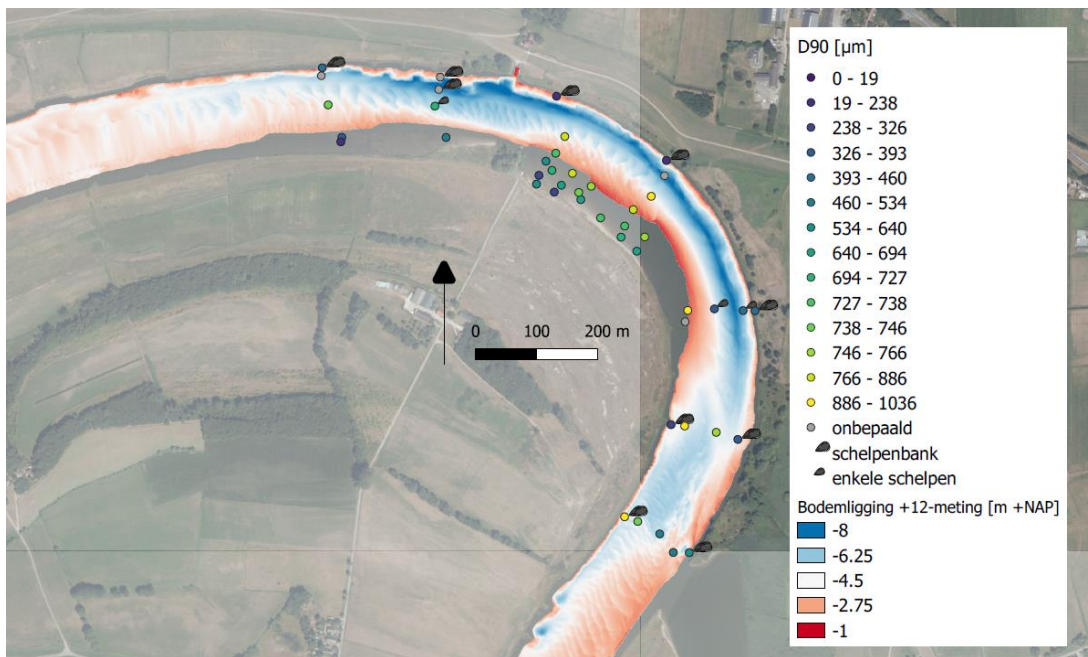 D90 [µm]
0 - 19
19 - 238
238 - 326
326 - 393
393 - 460
460 - 534
534 - 640
640 - 694
694 - 727
727 - 738
738 - 746
746 - 766
766 - 886
886 - 1036
onbepaald
schelpenbank
enkele schelpen
Bodemligging +12-meting [m +NAP]
-8
-6.25
-4.5
-2.75
-1
0 100 200 m